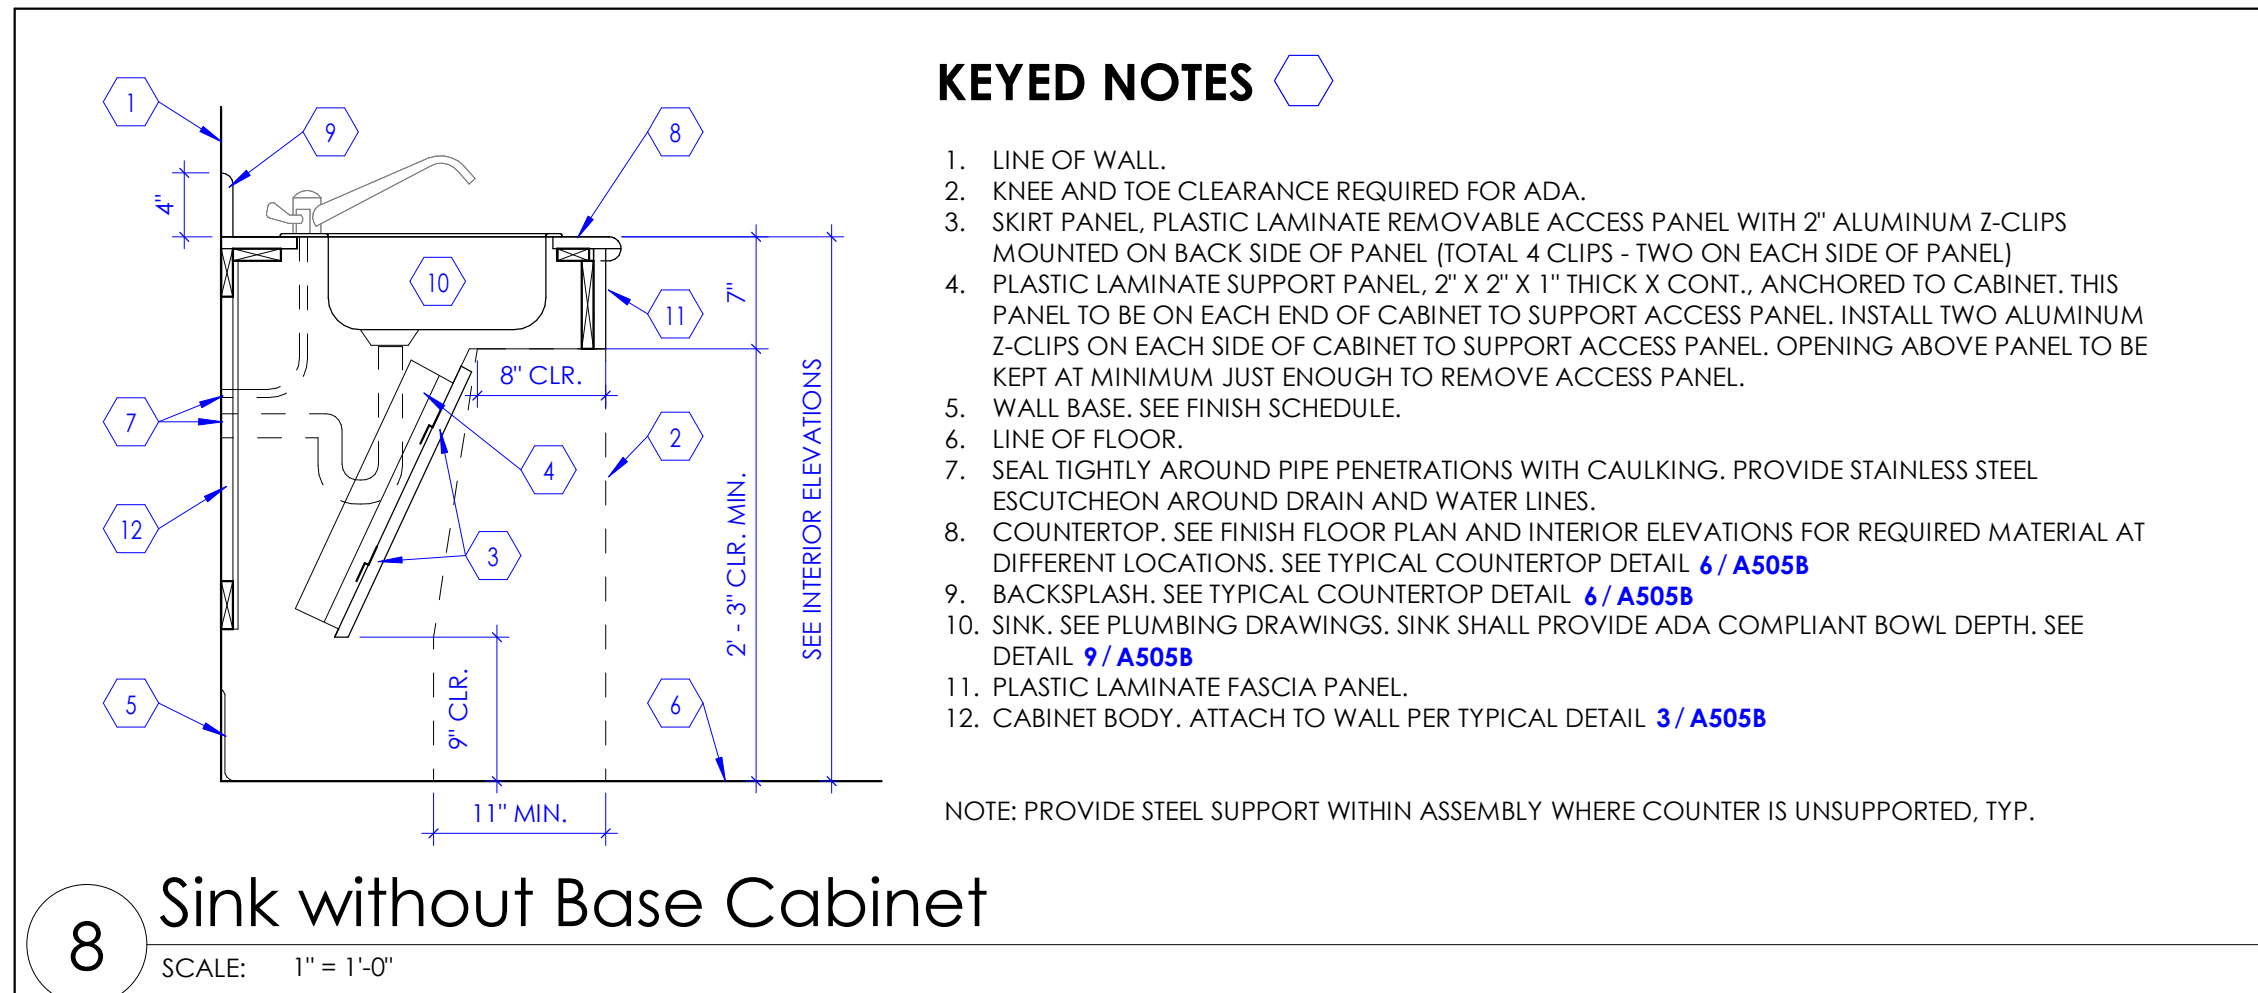 KEYED NOTES
1. LINE OF WALL.
2. KNEE AND TOE CLEARANCE REQUIRED FOR ADA.
3. SKIRT PANEL, PLASTIC LAMINATE REMOVABLE ACCESS PANEL WITH 2" ALUMINUM Z-CLIPS
MOUNTED ON BACK SIDE OF PANEL (TOTAL 4 CLIPS - TWO ON EACH SIDE OF PANEL)
4. PLASTIC LAMINATE SUPPORT PANEL, 2" X 2" X 1" THICK X CONT., ANCHORED TO CABINET. THIS
PANEL TO BE ON EACH END OF CABINET TO SUPPORT ACCESS PANEL. INSTALL TWO ALUMINUM
Z-CLIPS ON EACH SIDE OF CABINET TO SUPPORT ACCESS PANEL. OPENING ABOVE PANEL TO BE
KEPT AT MINIMUM JUST ENOUGH TO REMOVE ACCESS PANEL.
5. WALL BASE. SEE FINISH SCHEDULE.
6. LINE OF FLOOR.
7. SEAL TIGHTLY AROUND PIPE PENETRATIONS WITH CAULKING. PROVIDE STAINLESS STEEL
ESCUTCHEON AROUND DRAIN AND WATER LINES.
8. COUNTERTOP. SEE FINISH FLOOR PLAN AND INTERIOR ELEVATIONS FOR REQUIRED MATERIAL AT
DIFFERENT LOCATIONS. SEE TYPICAL COUNTERTOP DETAIL 6/A505B
9. BACKSPLASH. SEE TYPICAL COUNTERTOP DETAIL 6/A505B
10. SINK. SEE PLUMBING DRAWINGS. SINK SHALL PROVIDE ADA COMPLIANT BOWL DEPTH. SEE
DETAIL 9/A505B
11. PLASTIC LAMINATE FASCIA PANEL.
12. CABINET BODY. ATTACH TO WALL PER TYPICAL DETAIL 3/A505B
NOTE: PROVIDE STEEL SUPPORT WITHIN ASSEMBLY WHERE COUNTER IS UNSUPPORTED, TYP.
1
9
8
4"
10
7"
11
8" CLR.
7
2
4
12
3
2' - 3" CLR. MIN.
SEE INTERIOR ELEVATIONS
5
9" CLR.
6
11" MIN.
8
Sink without Base Cabinet
SCALE: 1" = 1'-0"